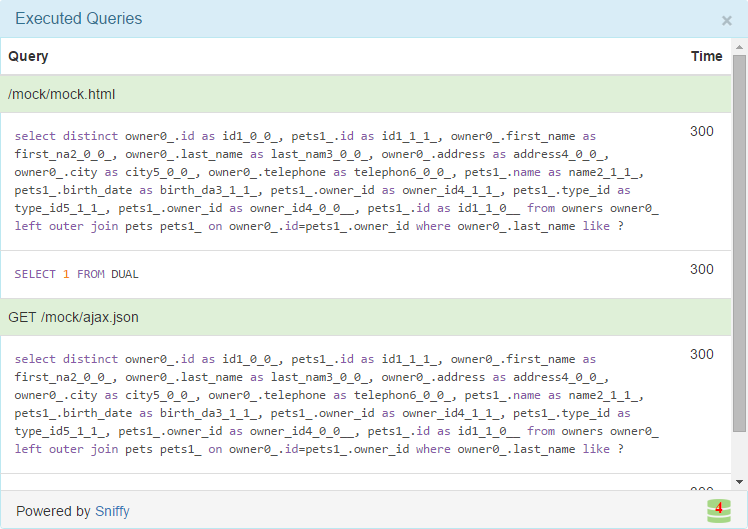 Executed Queries ×
Query Time
/mock/mock.html
select distinct owner0_.id as id1_0_0_, pets1_.id as id1_1_1_, owner0_.first_name as 300
first_na2_0_0_, owner0_.last_name as last_nam3_0_0_, owner0_.address as address4_0_0_,
owner0_.city as city5_0_0_, owner0_.telephone as telephon6_0_0_, pets1_.name as name2_1_1_,
pets1_.birth_date as birth_da3_1_1_, pets1_.owner_id as owner_id4_1_1_, pets1_.type_id as
type_id5_1_1_, pets1_.owner_id as owner_id4_0_0__, pets1_.id as id1_1_0__ from owners owner0_
left outer join pets pets1_ on owner0_.id=pets1_.owner_id where owner0_.last_name like ?
SELECT 1 FROM DUAL 300
GET /mock/ajax.json
select distinct owner0_.id as id1_0_0_, pets1_.id as id1_1_1_, owner0_.first_name as 300
first_na2_0_0_, owner0_.last_name as last_nam3_0_0_, owner0_.address as address4_0_0_,
owner0_.city as city5_0_0_, owner0_.telephone as telephon6_0_0_, pets1_.name as name2_1_1_,
pets1_.birth_date as birth_da3_1_1_, pets1_.owner_id as owner_id4_1_1_, pets1_.type_id as
type_id5_1_1_, pets1_.owner_id as owner_id4_0_0__, pets1_.id as id1_1_0__ from owners owner0_
left outer join pets pets1_ on owner0_.id=pets1_.owner_id where owner0_.last_name like ?
Powered by Sniffy 4